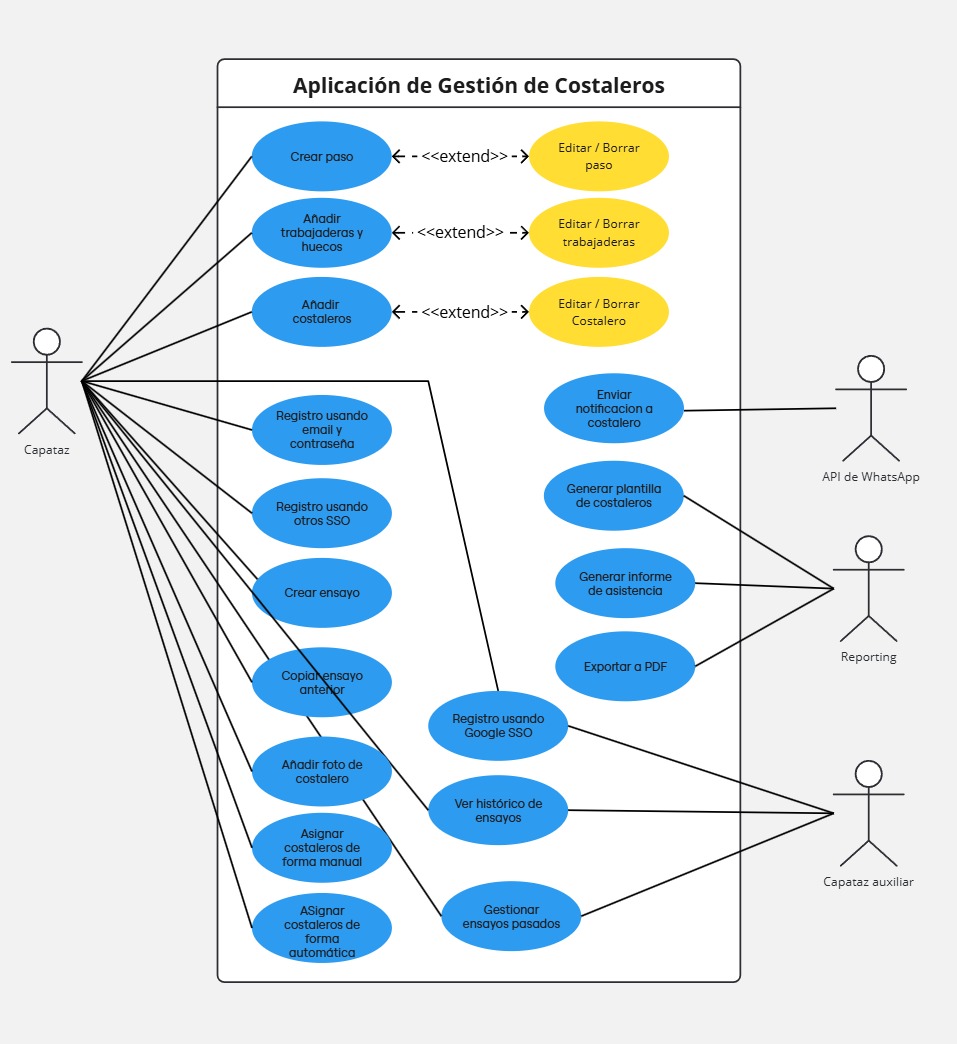 Aplicación de Gestión de Costaleros
Crear paso
<<extend>>
Editar / Borrar
paso
Añadir
trabajaderas y
huecos
<<extend>>
Editar / Borrar
trabajaderas
Añadir
costaleros
<<extend>>
Editar / Borrar
Costalero
Capataz
Registro usando
email y
contraseña
Enviar
notificacion a
costalero
API de WhatsApp
Registro usando
otros SSO
Generar plantilla
de costaleros
Crear ensayo
Generar informe
de asistencia
Reporting
Copiar ensayo
anterior
Exportar a PDF
Registro usando
Google SSO
Añadir foto de
costalero
Ver histórico de
ensayos
Asignar
costaleros de
forma manual
Capataz auxiliar
ASignar
costaleros de
forma
automática
Gestionar
ensayos pasados